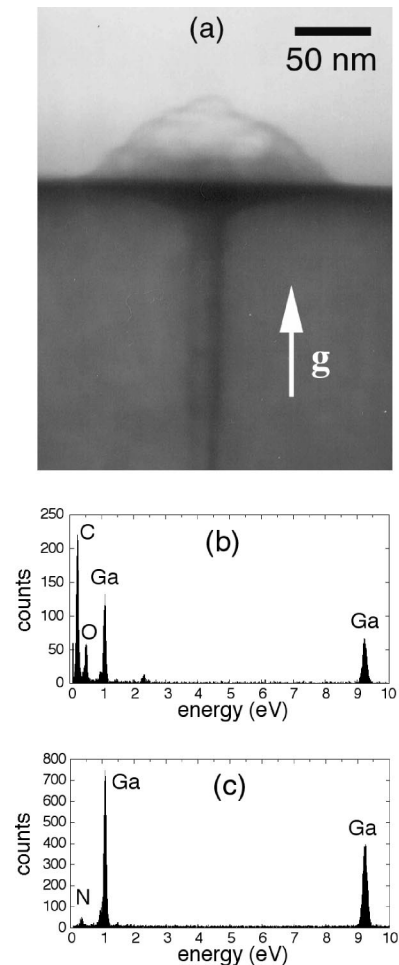 (a)
50 nm
g
250
200
150
100
50
0
counts
C
O
Ga
(b)
Ga
0 1 2 3 4 5 6 7 8 9 10
energy (eV)
800
700
600
500
400
300
200
100
0
counts
Ga
N
(c)
Ga
0 1 2 3 4 5 6 7 8 9 10
energy (eV)